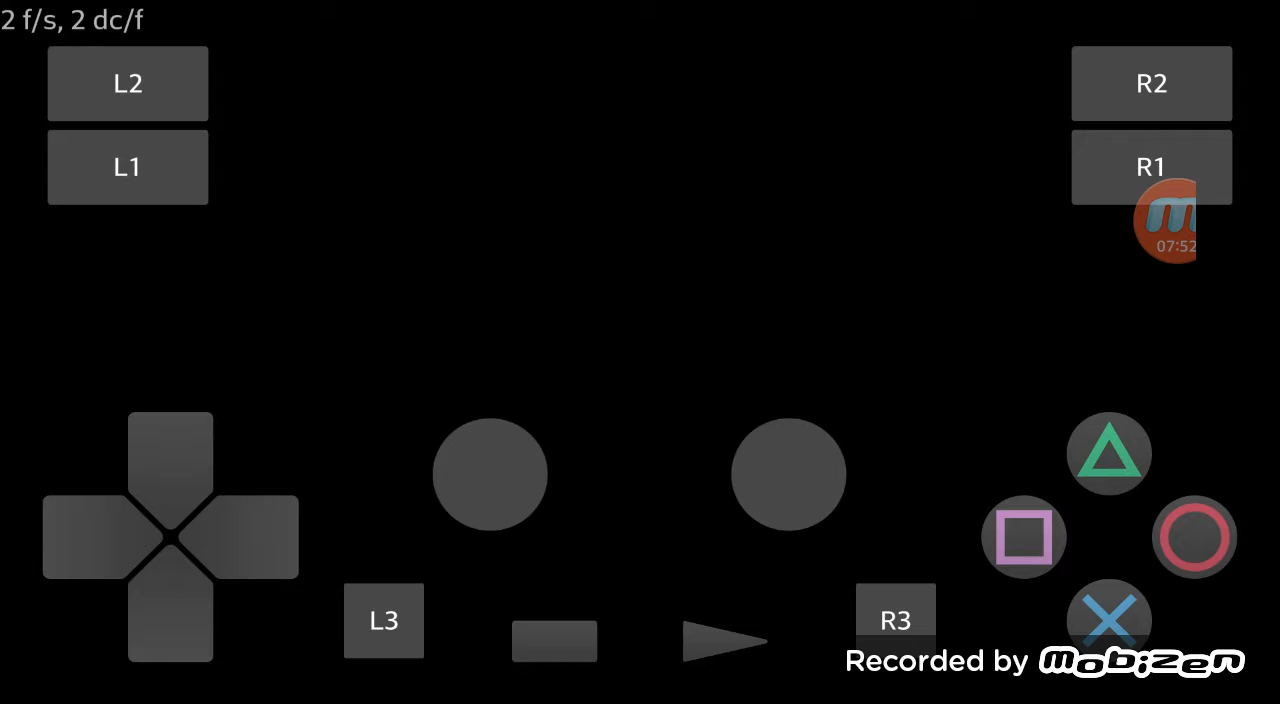 2 f/s, 2 dc/f
L2
R2
L1
R1
07:52
L3
R3
Recorded by Mobizen